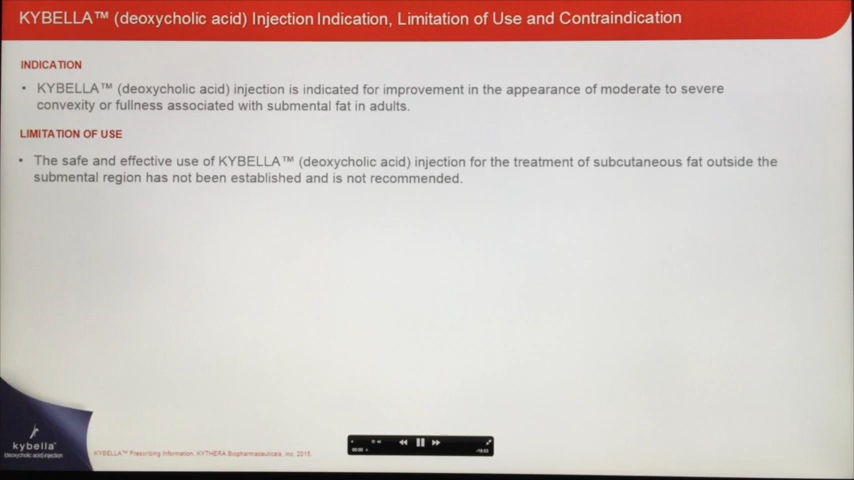 KYBELLA™ (deoxycholic acid) Injection Indication, Limitation of Use and Contraindication
INDICATION
• KYBELLA™ (deoxycholic acid) injection is indicated for improvement in the appearance of moderate to severe
convexity or fullness associated with submental fat in adults.
LIMITATION OF USE
• The safe and effective use of KYBELLA™ (deoxycholic acid) injection for the treatment of subcutaneous fat outside the
submental region has not been established and is not recommended.
kybella™
(deoxycholic acid) injection
KYBELLA™ Prescribing Information. KYTHERA Biopharmaceuticals, Inc. 2015.